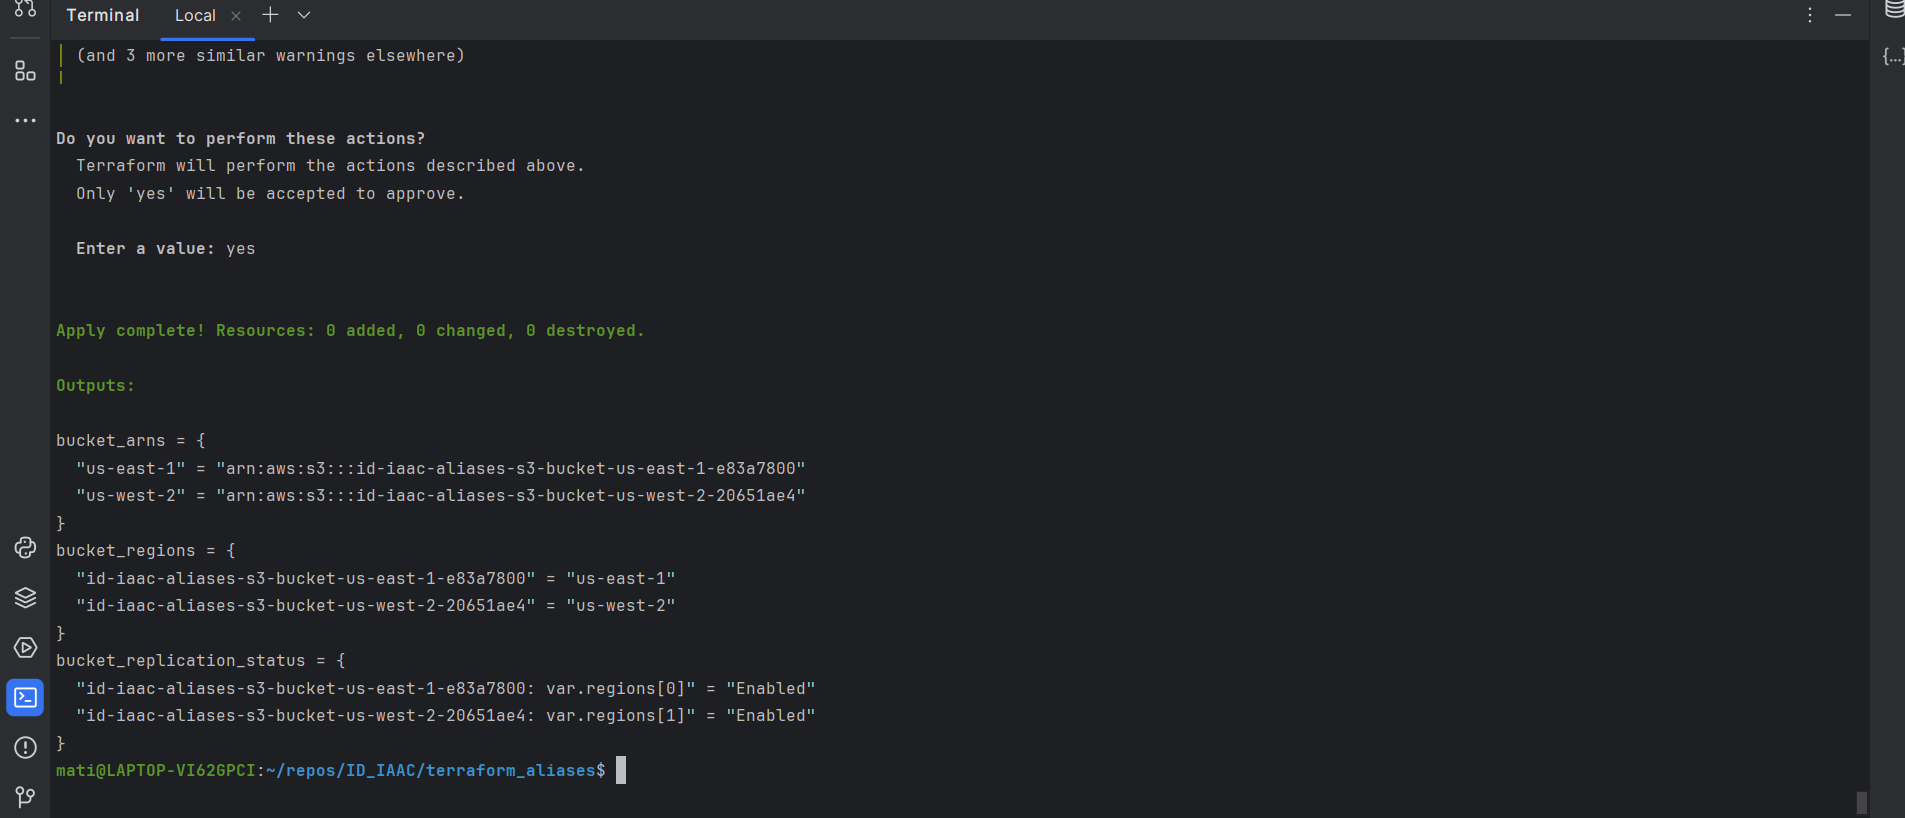 Terminal Local
(and 3 more similar warnings elsewhere)
{...}
Do you want to perform these actions?
Terraform will perform the actions described above.
Only 'yes' will be accepted to approve.
Enter a value: yes
Apply complete! Resources: 0 added, 0 changed, 0 destroyed.
Outputs:
bucket_arns = {
"us-east-1" = "arn:aws:s3:::id-iaac-aliases-s3-bucket-us-east-1-e83a7800"
"us-west-2" = "arn:aws:s3:::id-iaac-aliases-s3-bucket-us-west-2-20651ae4"
}
bucket_regions = {
"id-iaac-aliases-s3-bucket-us-east-1-e83a7800" = "us-east-1"
"id-iaac-aliases-s3-bucket-us-west-2-20651ae4" = "us-west-2"
}
bucket_replication_status = {
"id-iaac-aliases-s3-bucket-us-east-1-e83a7800: var.regions[0]" = "Enabled"
"id-iaac-aliases-s3-bucket-us-west-2-20651ae4: var.regions[1]" = "Enabled"
}
mati@LAPTOP-VI62GPCI:~/repos/ID_IAAC/terraform_aliases$